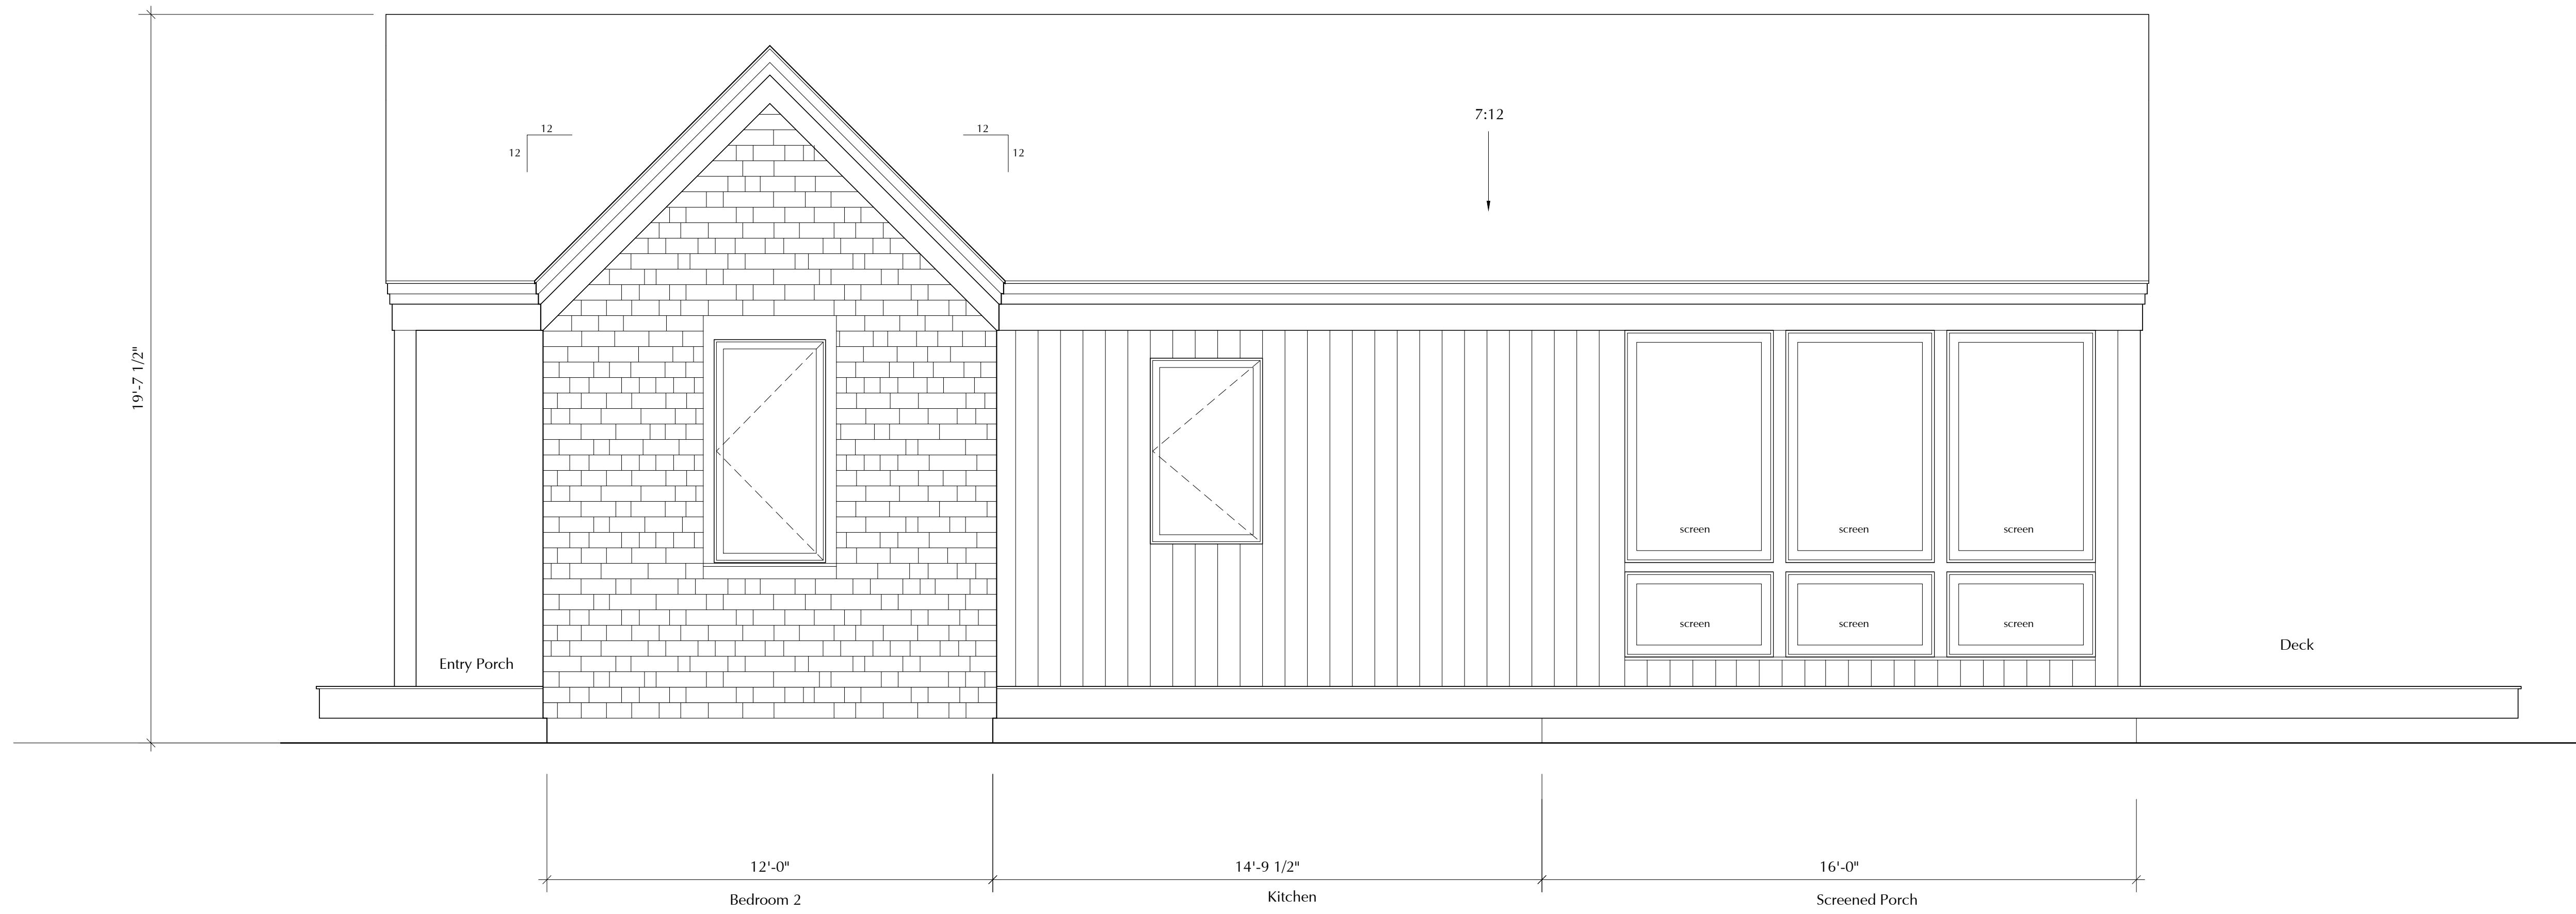 7:12
12
12
12
12
19'-7 1/2"
screen
screen
screen
screen
screen
screen
Entry Porch
Deck
12'-0"
14'-9 1/2"
16'-0"
Bedroom 2
Kitchen
Screened Porch